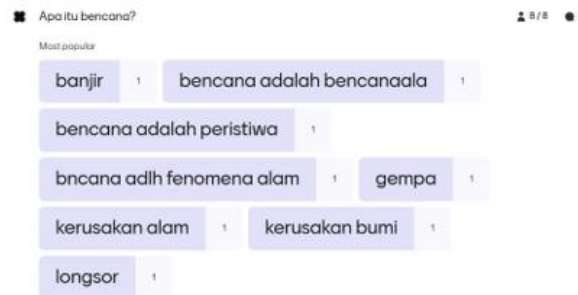 Apa itu bencana? 8/8
Most popular
banjir 1 bencana adalah bencanaala 1
bencana adalah peristiwa 1
bncana adlh fenomena alam 1 gempa 1
kerusakan alam 1 kerusakan bumi 1
longsor 1